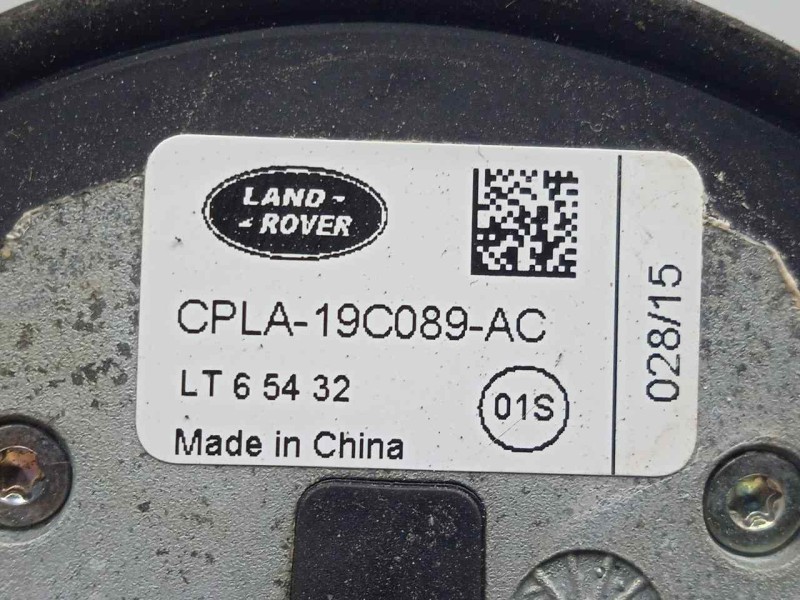 LAND-
-ROVER
CPLA-19C089-AC
LT 6 54 32
01S
Made in China
028/15